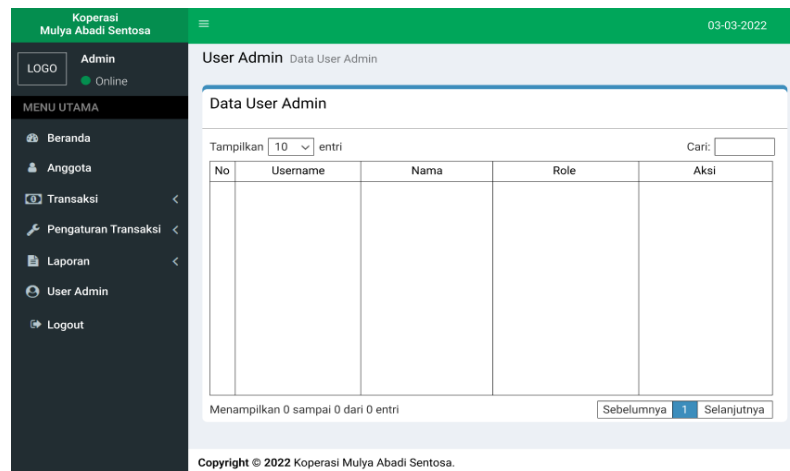 Koperasi
Mulya Abadi Sentosa
03-03-2022
LOGO
Admin
Online
MENU UTAMA
Beranda
Anggota
Transaksi
Pengaturan Transaksi
Laporan
User Admin
Logout
User Admin Data User Admin
Data User Admin
Tampilkan 10 entri
Cari:
No Username Nama Role Aksi
Menampilkan 0 sampai 0 dari 0 entri
Sebelumnya 1 Selanjutnya
Copyright © 2022 Koperasi Mulya Abadi Sentosa.